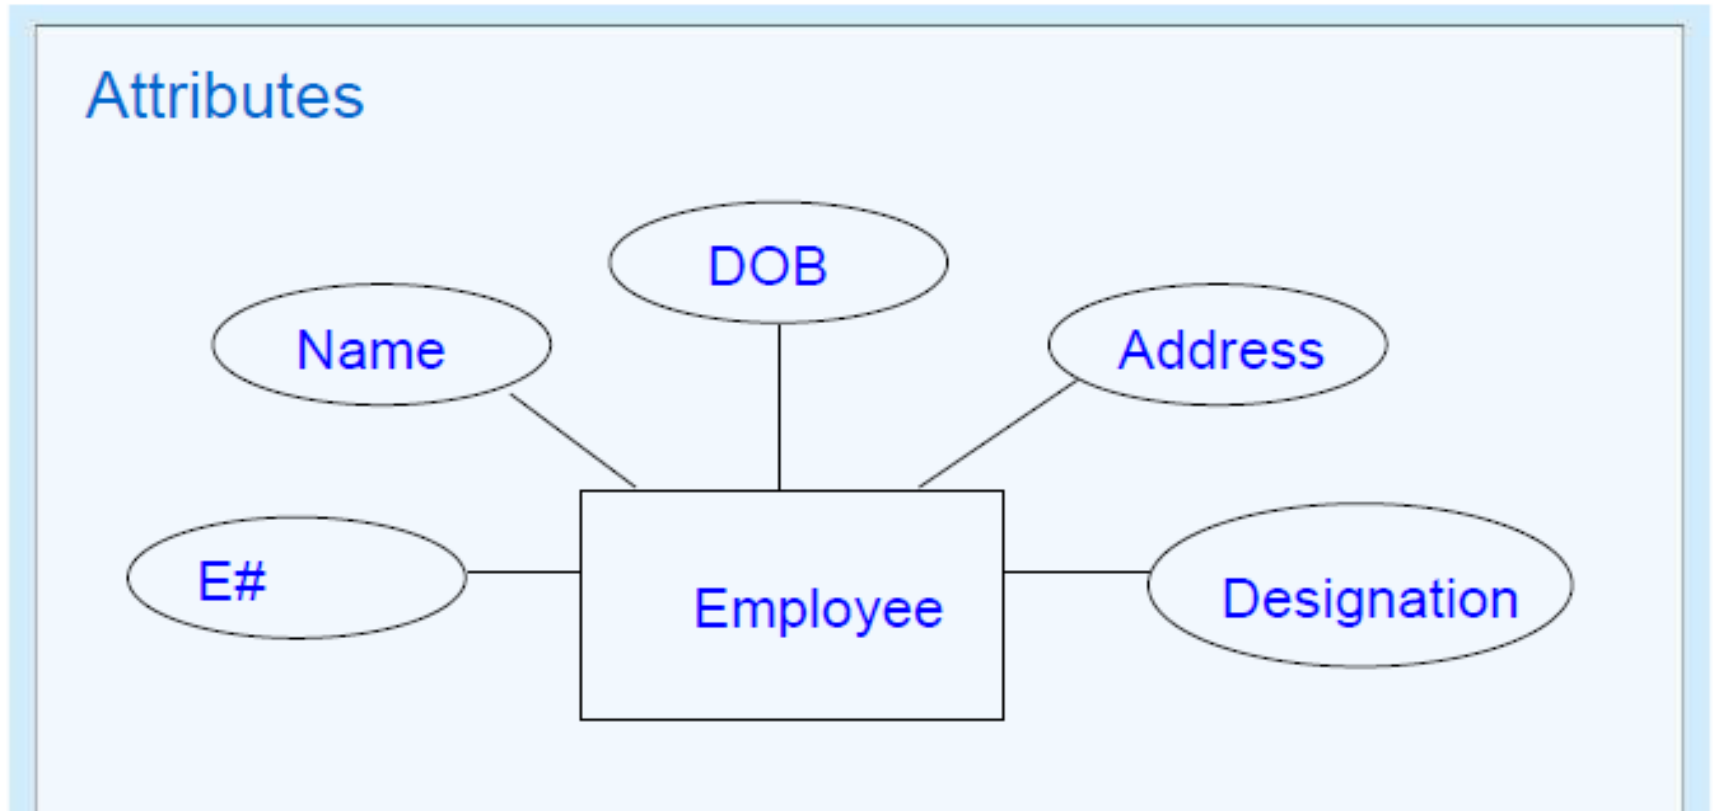 Attributes
DOB
Name
Address
E#
Employee
Designation